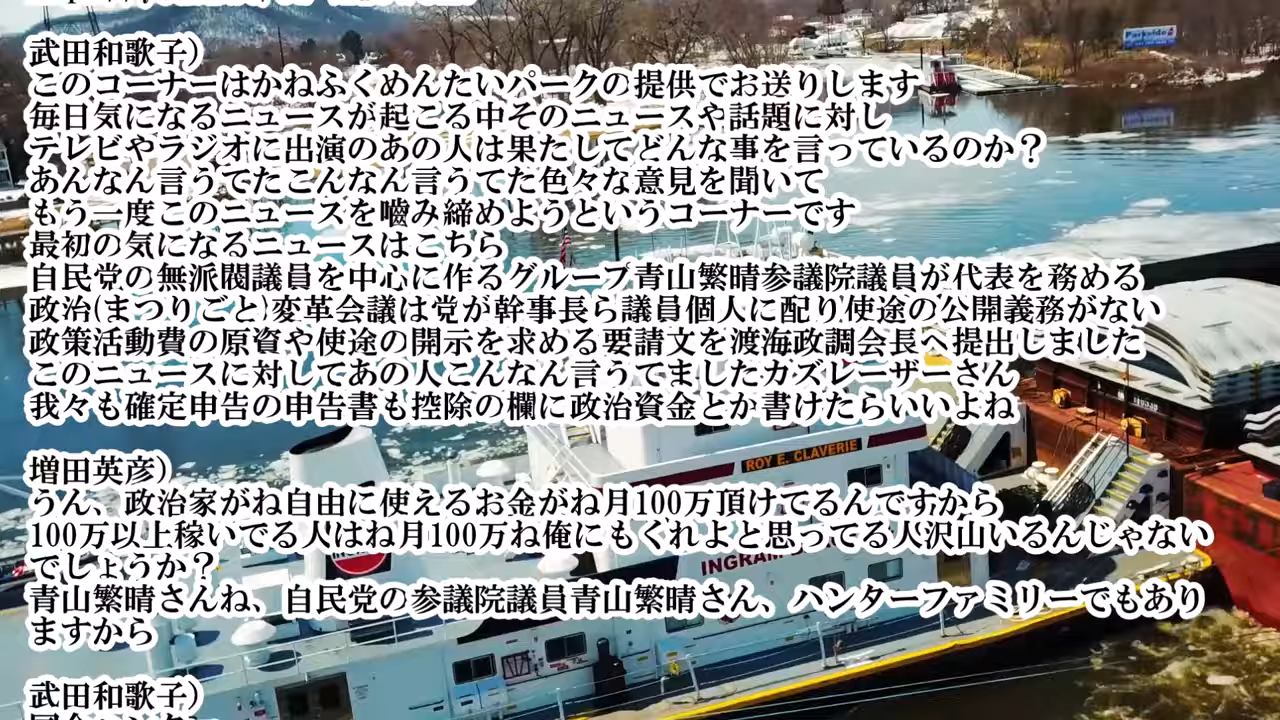 武田和歌子)
このコーナーはかねふくめんたいパークの提供でお送りします
毎日気になるニュースが起こる中そのニュースや話題に対し
テレビやラジオに出演のあの人は果たしてどんな事を言っているのか？
あんなん言うてたこんなん言うてた色々な意見を聞いて
もう一度このニュースを噛み締めようというコーナーです
最初の気になるニュースはこちら
自民党の無派閥議員を中心に作るグループ青山繁晴参議院議員が代表を務める
政治(まつりごと)変革会議は党が幹事長ら議員個人に配り使途の公開義務がない
政策活動費の原資や使途の開示を求める要請文を渡海政調会長へ提出しました
このニュースに対してあの人こんなん言うてましたカズレーザーさん
我々も確定申告の申告書も控除の欄に政治資金とか書けたらいいよね
増田英彦)
うん、政治家がね自由に使えるお金がね月100万頂けてるんですから
100万以上稼いでる人はね月100万ね俺にもくれよと思ってる人沢山いるんじゃない
でしょうか？
青山繁晴さんね、自民党の参議院議員青山繁晴さん、ハンターファミリーでもあり
ますから
武田和歌子)
Parkside
ROY E. CLAVERIE
INGRAM